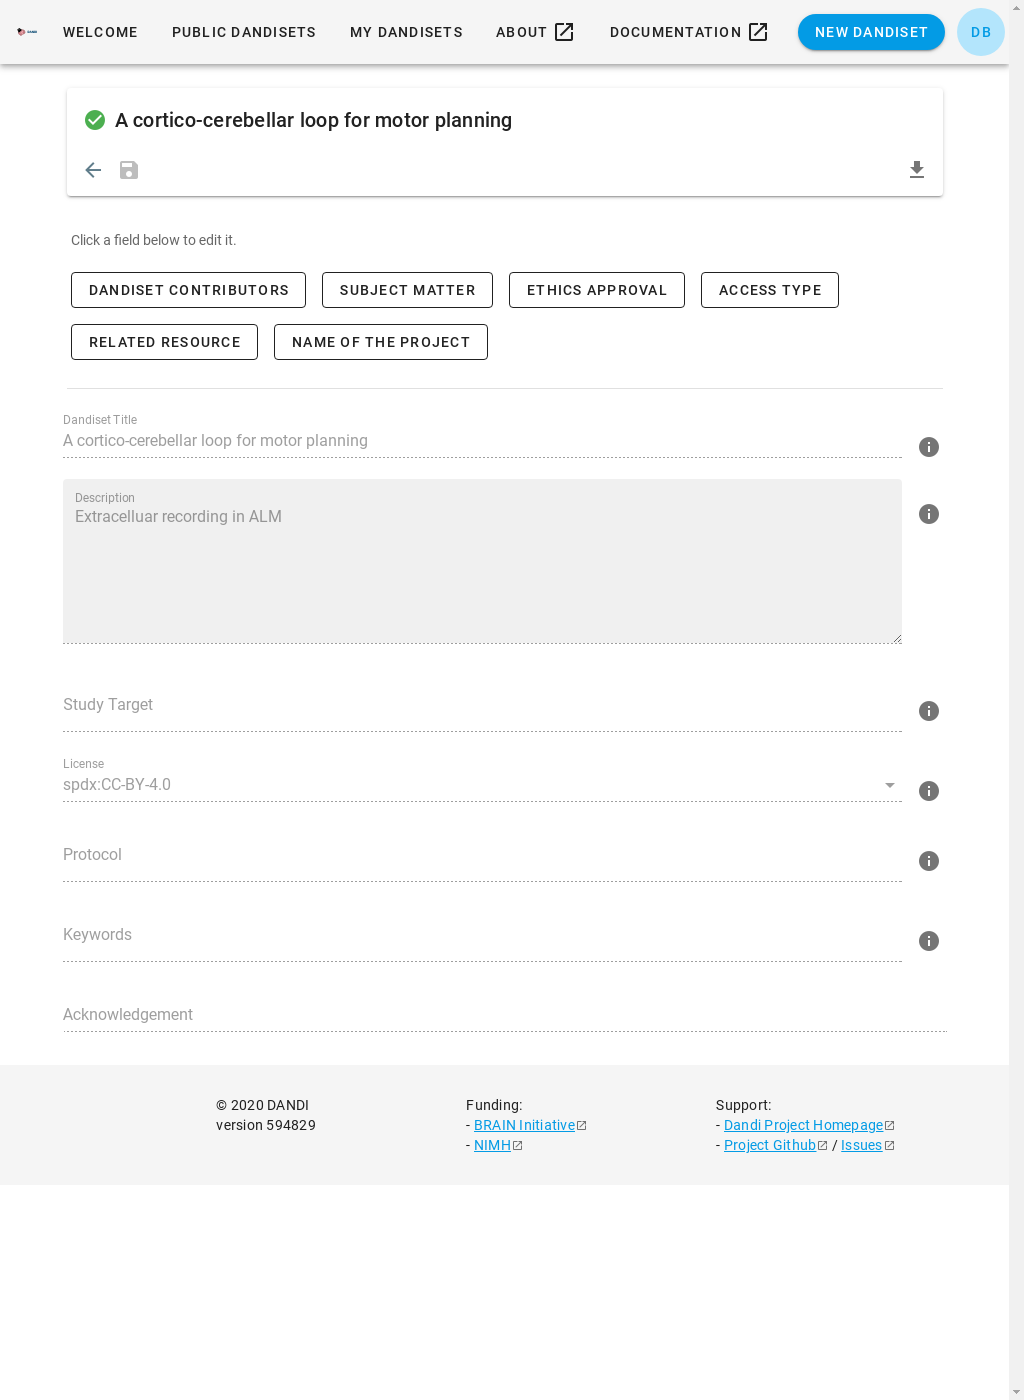 WELCOME PUBLIC DANDISETS MY DANDISETS ABOUT DOCUMENTATION NEW DANDISET DB
A cortico-cerebellar loop for motor planning
Click a field below to edit it.
DANDISET CONTRIBUTORS SUBJECT MATTER ETHICS APPROVAL ACCESS TYPE
RELATED RESOURCE NAME OF THE PROJECT
Dandiset Title
A cortico-cerebellar loop for motor planning
Description
Extracelluar recording in ALM
Study Target
License
spdx:CC-BY-4.0
Protocol
Keywords
Acknowledgement
© 2020 DANDI
version 594829
Funding:
- BRAIN Initiative
- NIMH
Support:
- Dandi Project Homepage
- Project Github / Issues